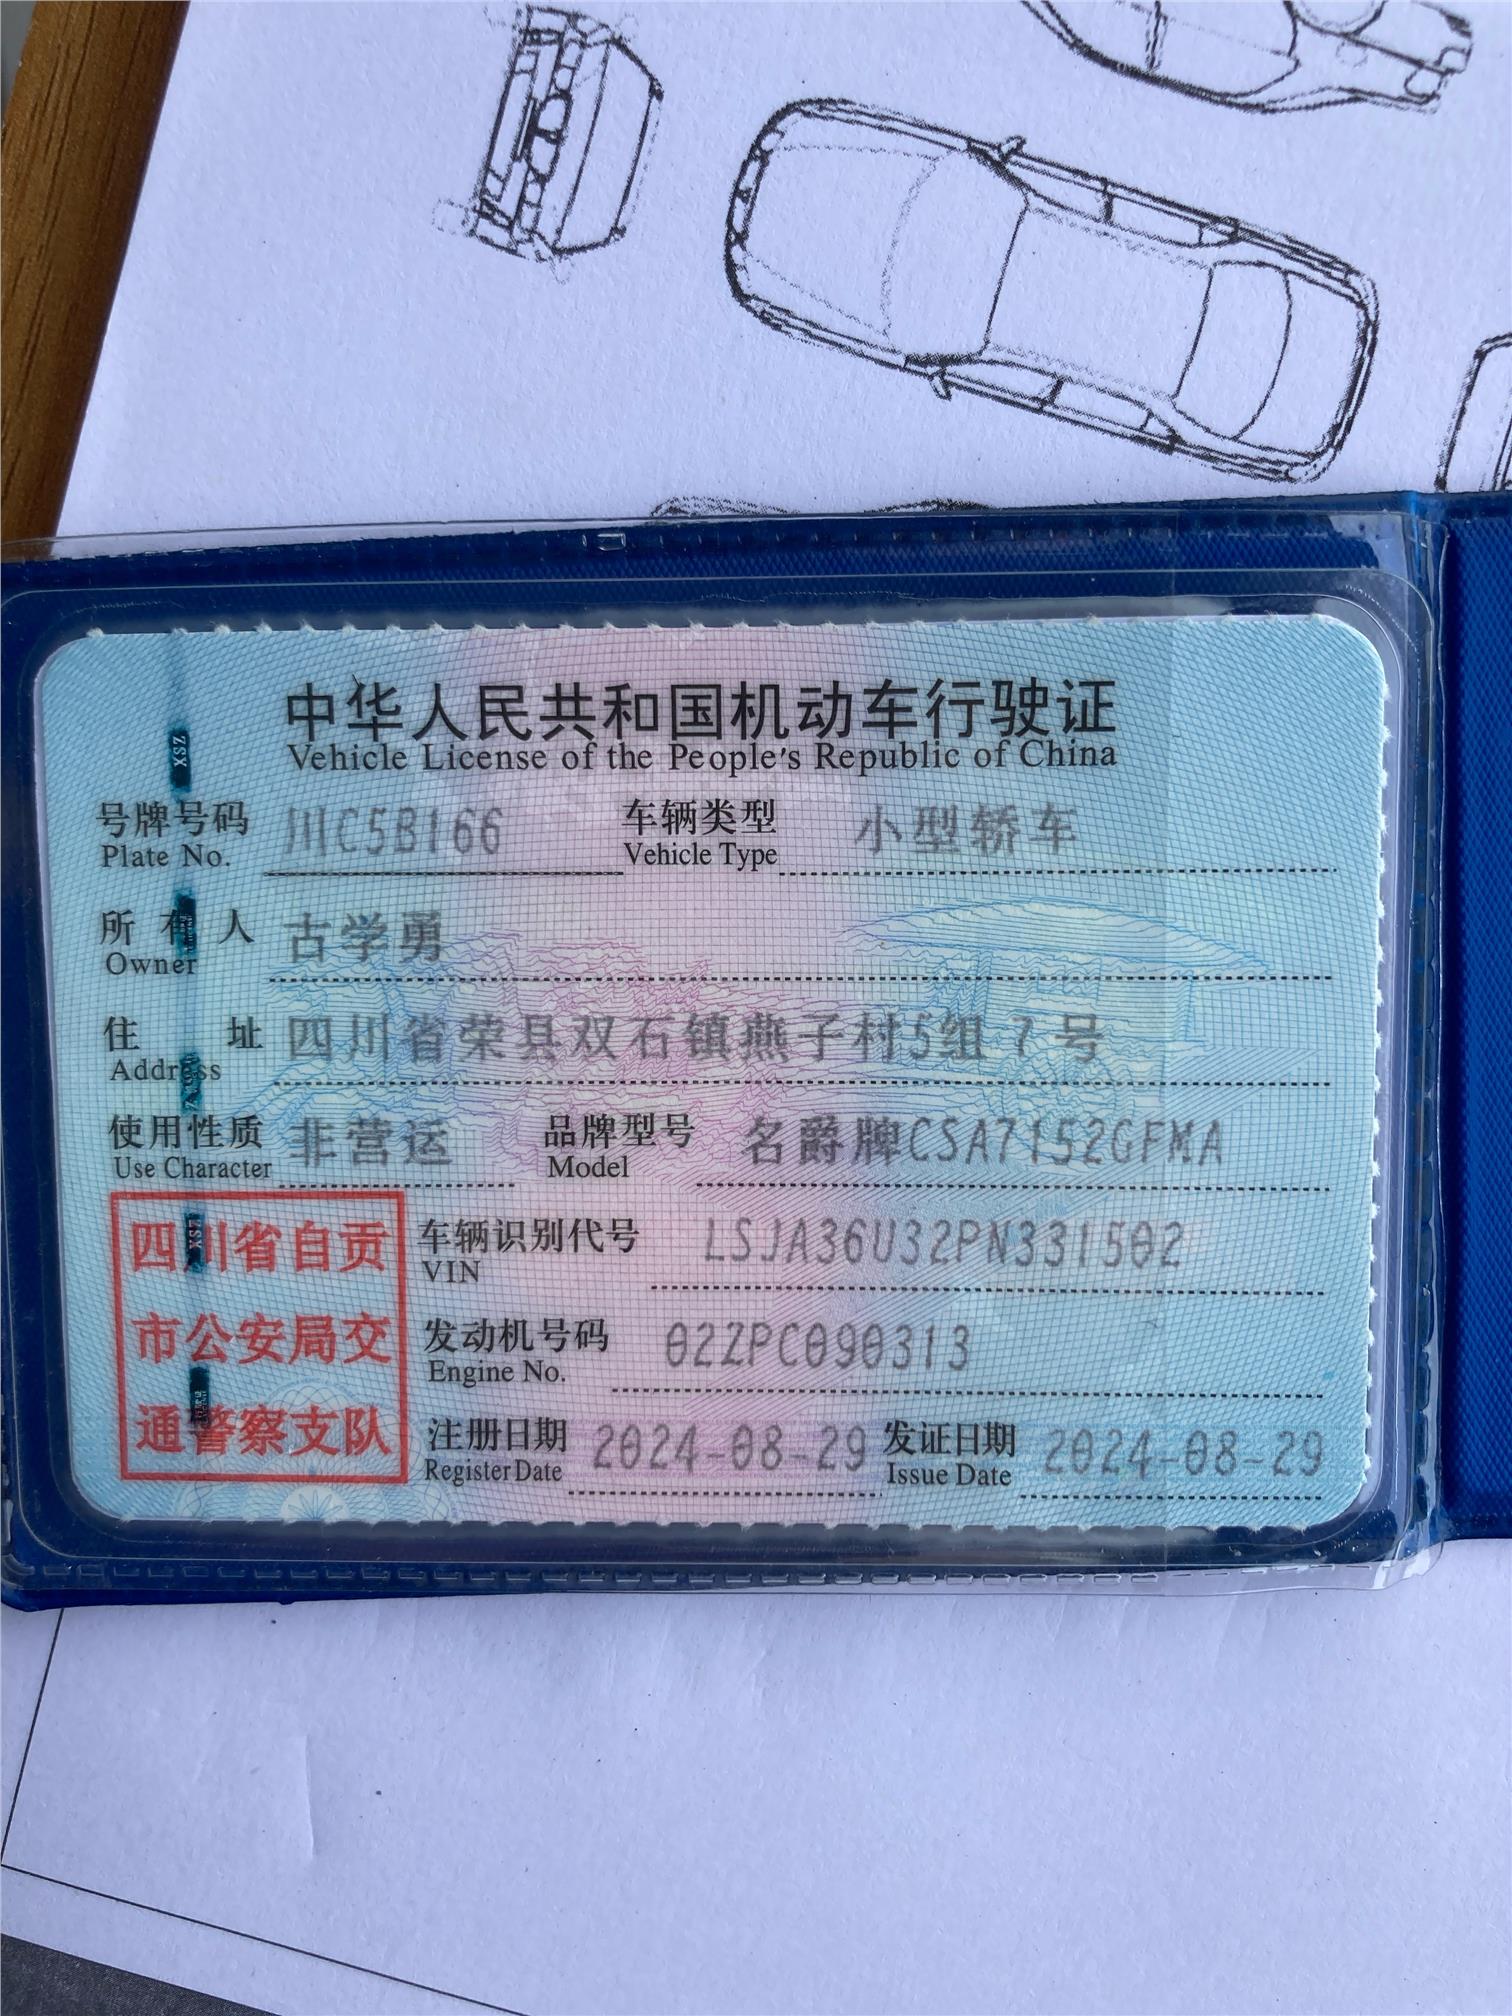 中华人民共和国机动车行驶证
Vehicle License of the People's Republic of China
号牌号码 川C5B166 车辆类型 小型轿车
Plate No. Vehicle Type
所有人 古学勇
Owner
住址 四川省荣县双石镇燕子村5组7号
Address
使用性质 非营运 品牌型号 名爵牌CSA7152GFMA
Use Character Model
四川省自贡
市公安局交
通警察支队
车辆识别代号 LSJA36U32PN331502
VIN
发动机号码 02ZPC090313
Engine No.
注册日期 2024-08-29 发证日期 2024-08-29
Register Date Issue Date
XSZ
XSZ